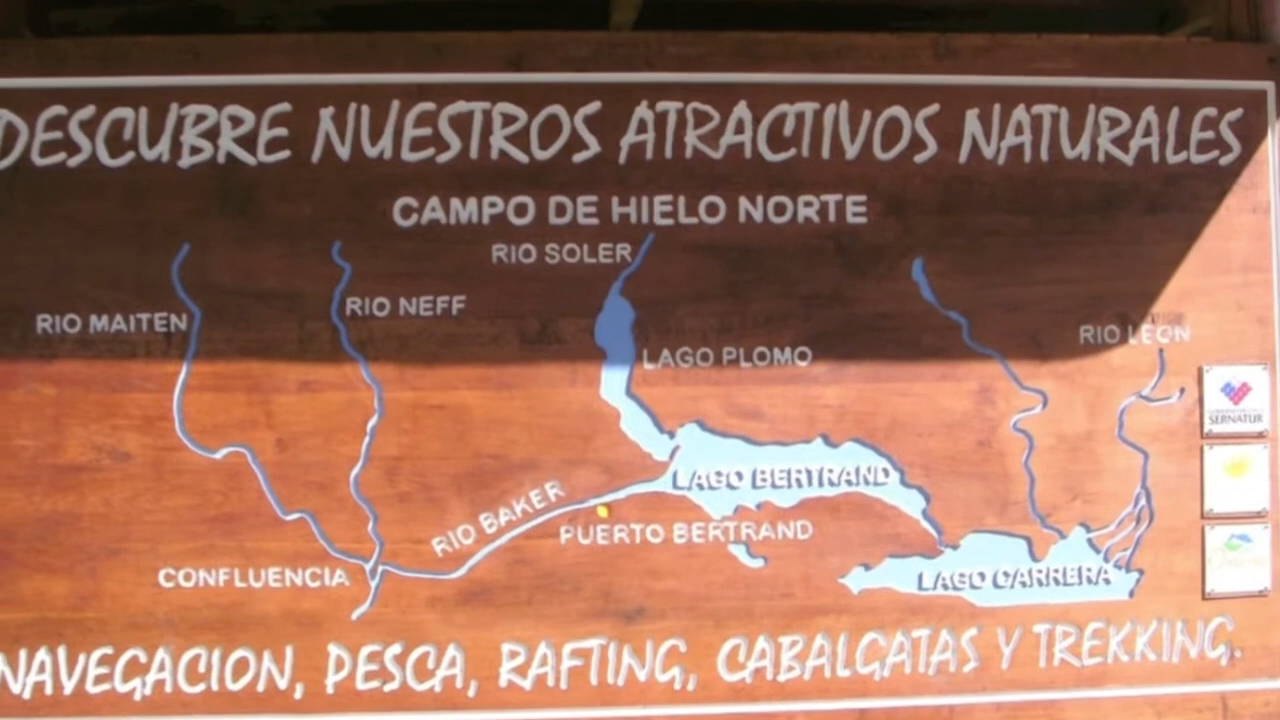 DESCUBRE NUESTROS ATRACTIVOS NATURALES
CAMPO DE HIELO NORTE
RIO SOLER
RIO NEFF
RIO MAITEN
RIO LEON
LAGO PLOMO
SERNATUR
LAGO BERTRAND
RIO BAKER
PUERTO BERTRAND
CONFLUENCIA
LAGO CARRERA
NAVEGACION, PESCA, RAFTING, CABALGATAS Y TREKKING.